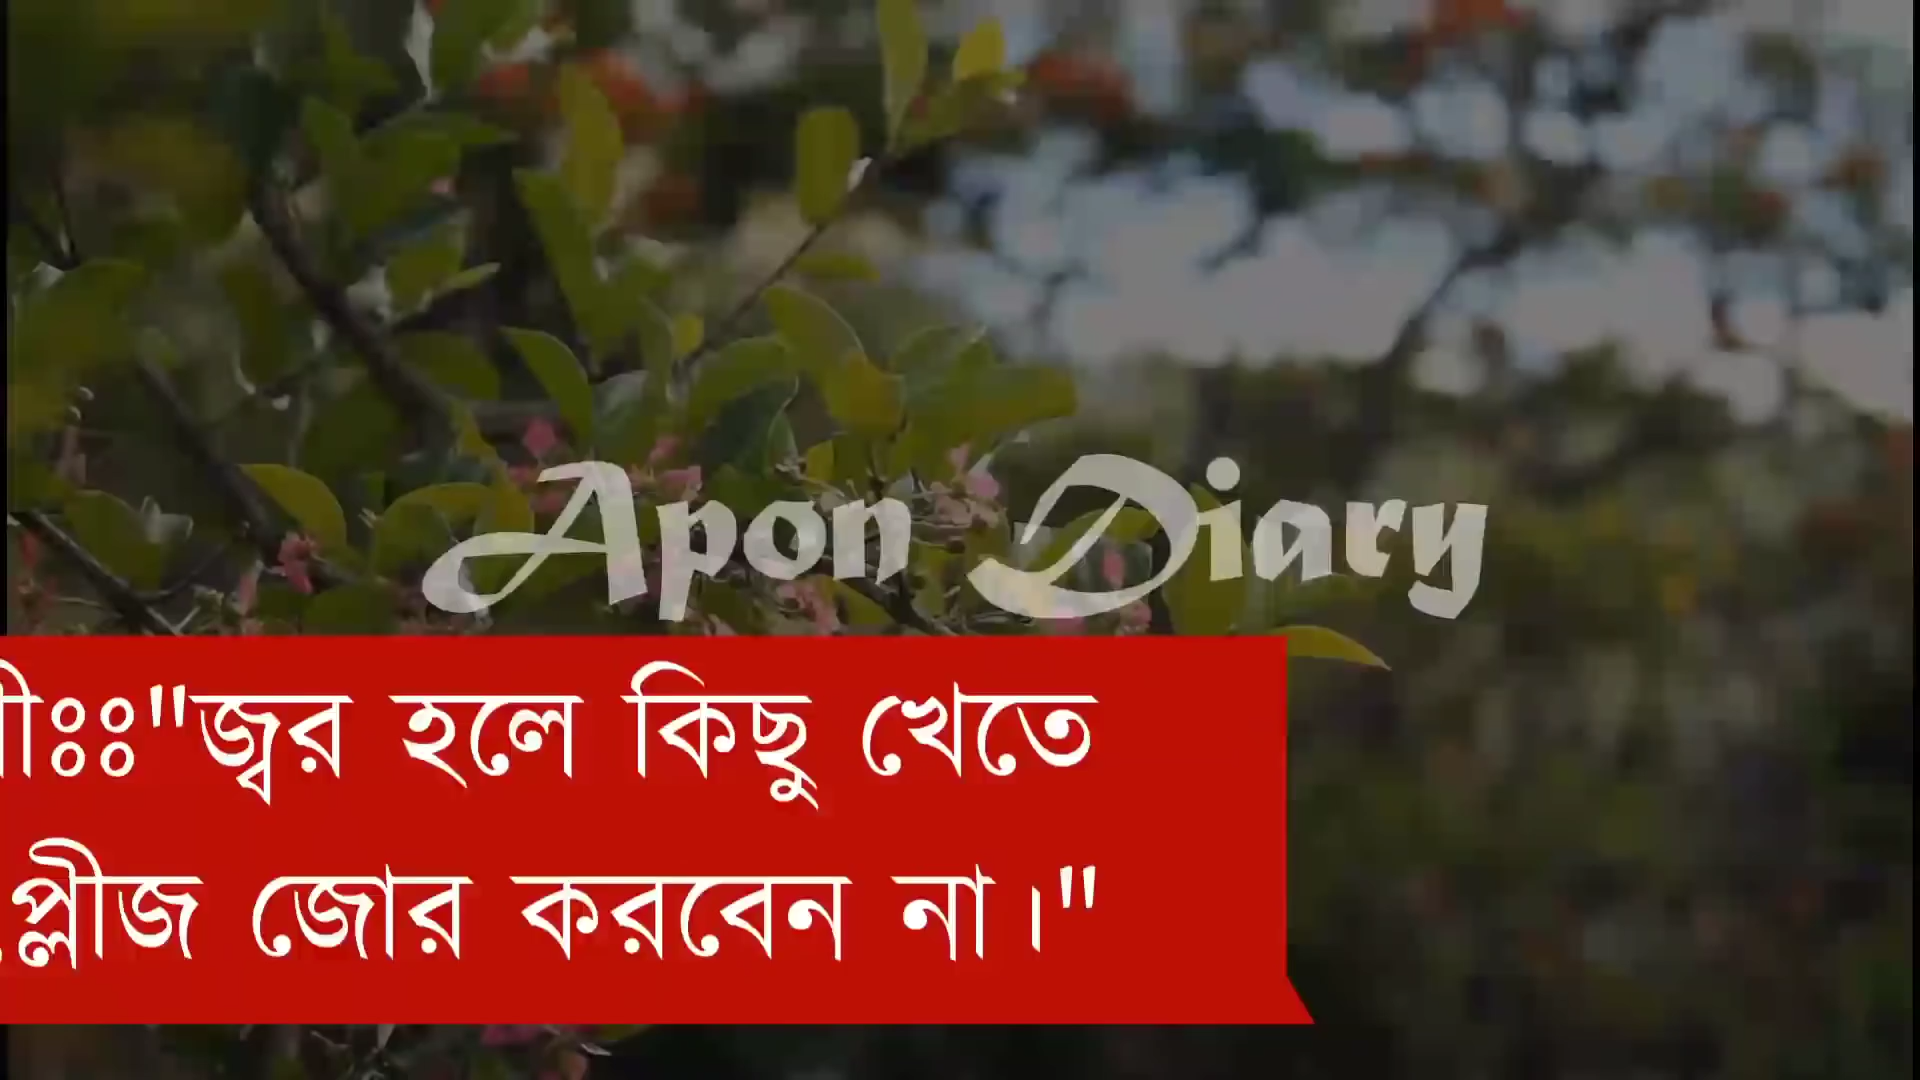 Apon Diary
"জ্বর হলে কিছু খেতে
প্লীজ জোর করবেন না।"